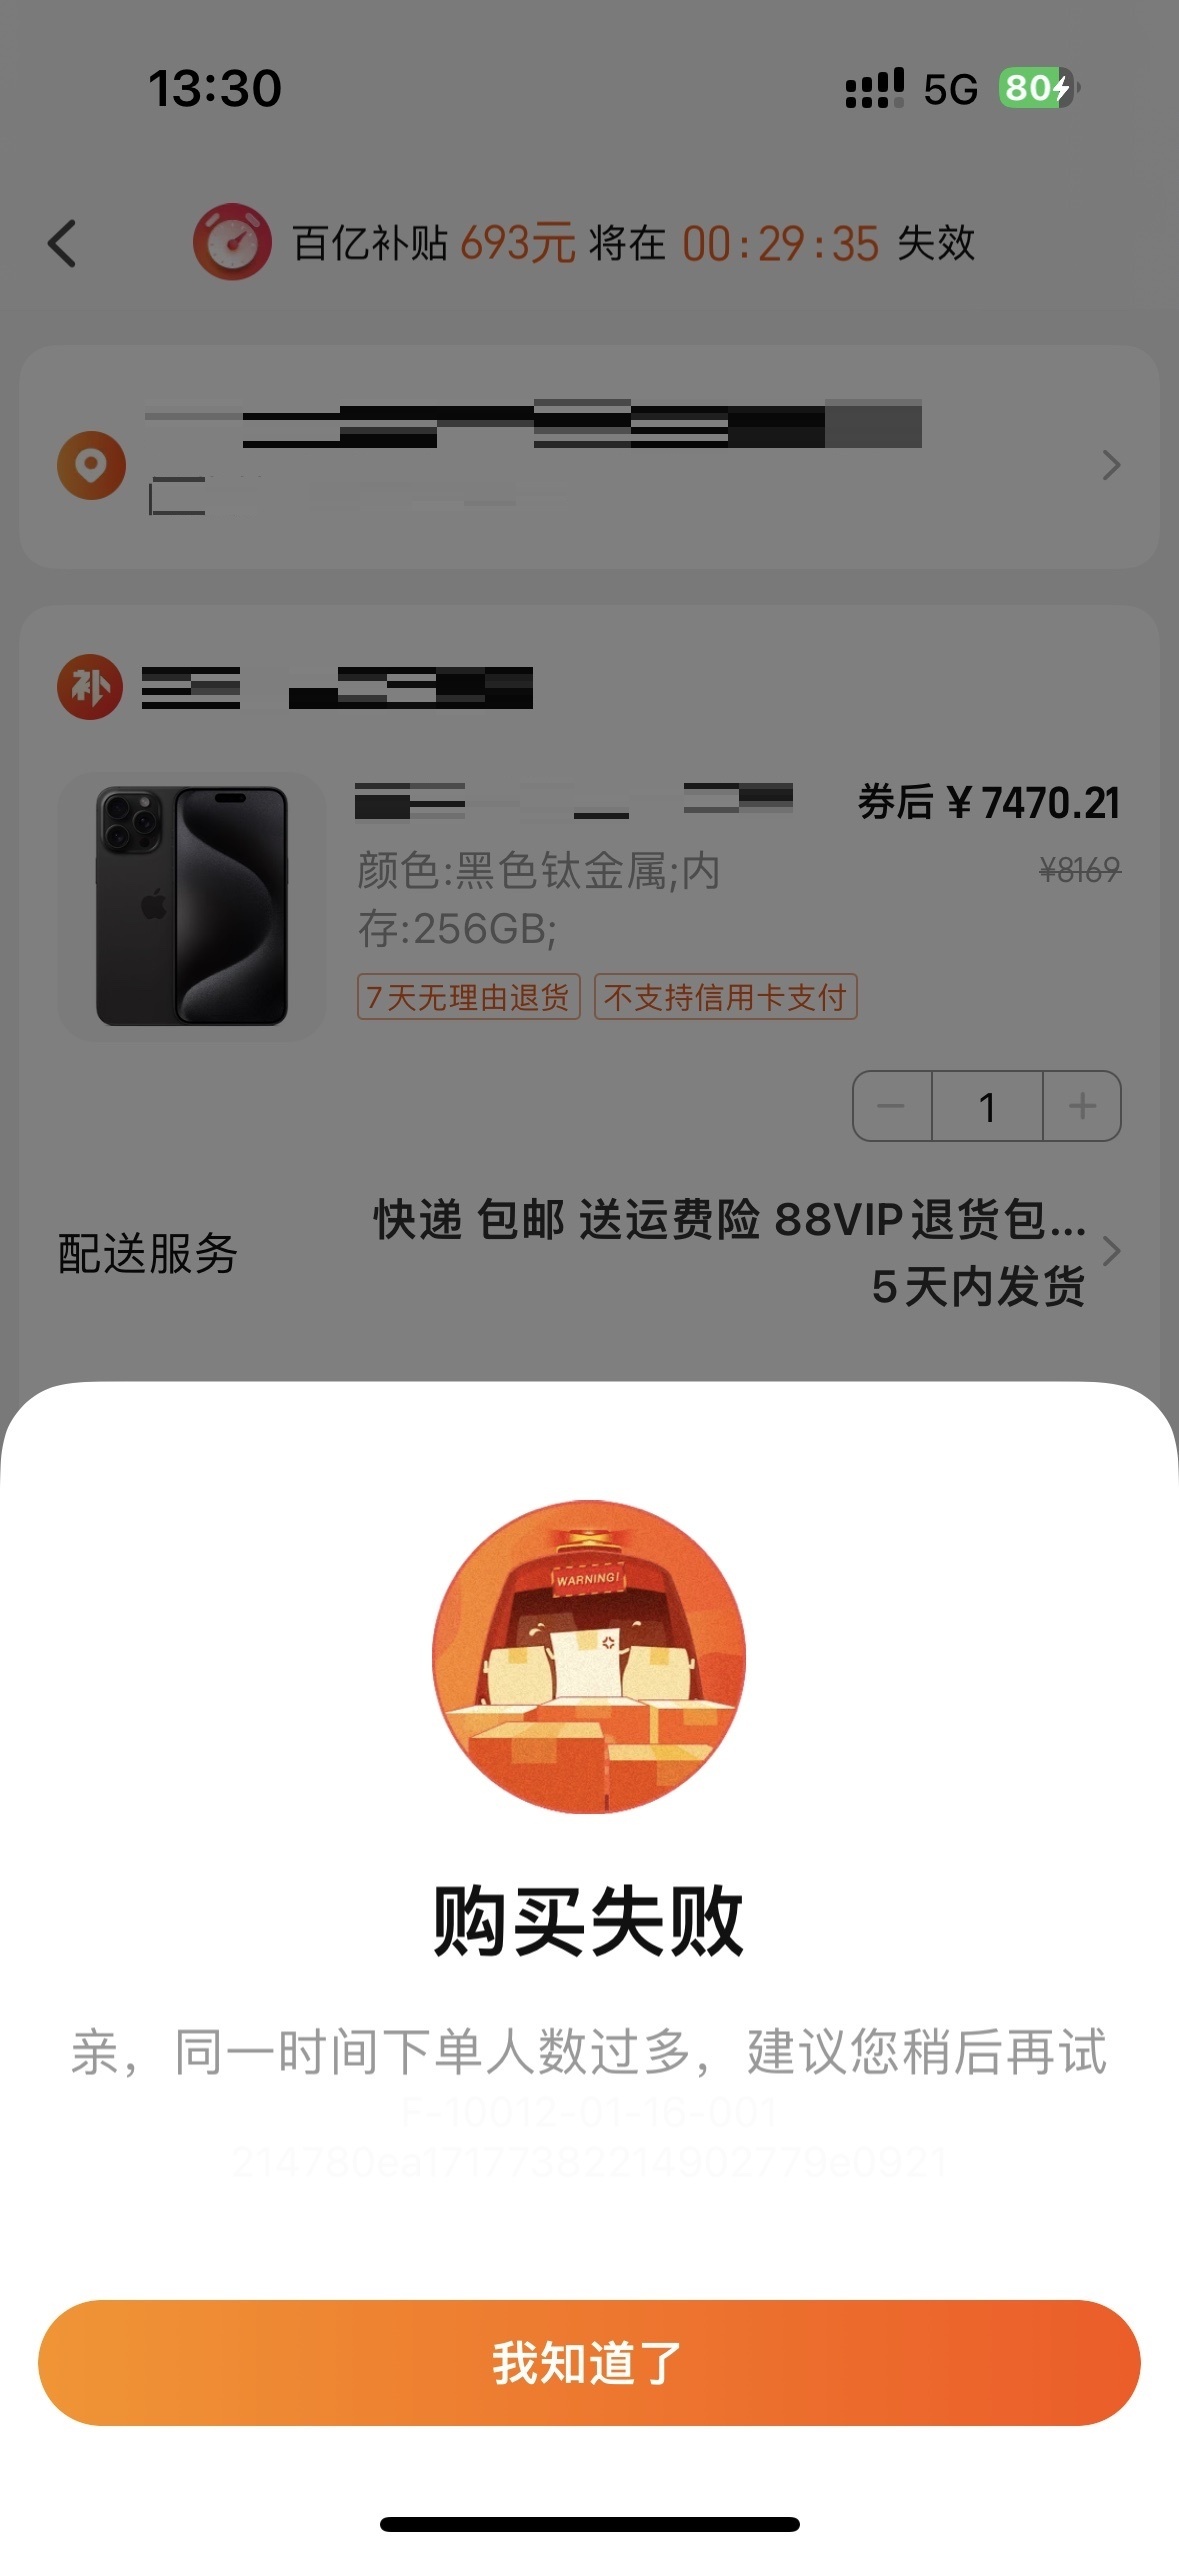 13:30
5G
80
百亿补贴 693元 将在 00:29:35 失效
补
券后 ¥7470.21
颜色:黑色钛金属;内
¥8169
存:256GB;
7天无理由退货 不支持信用卡支付
1
快递 包邮 送运费险 88VIP退货包...
配送服务
5天内发货
WARNING!
购买失败
亲，同一时间下单人数过多，建议您稍后再试
F-10012-01-16-001
214780ea17177382214902779e0921
我知道了